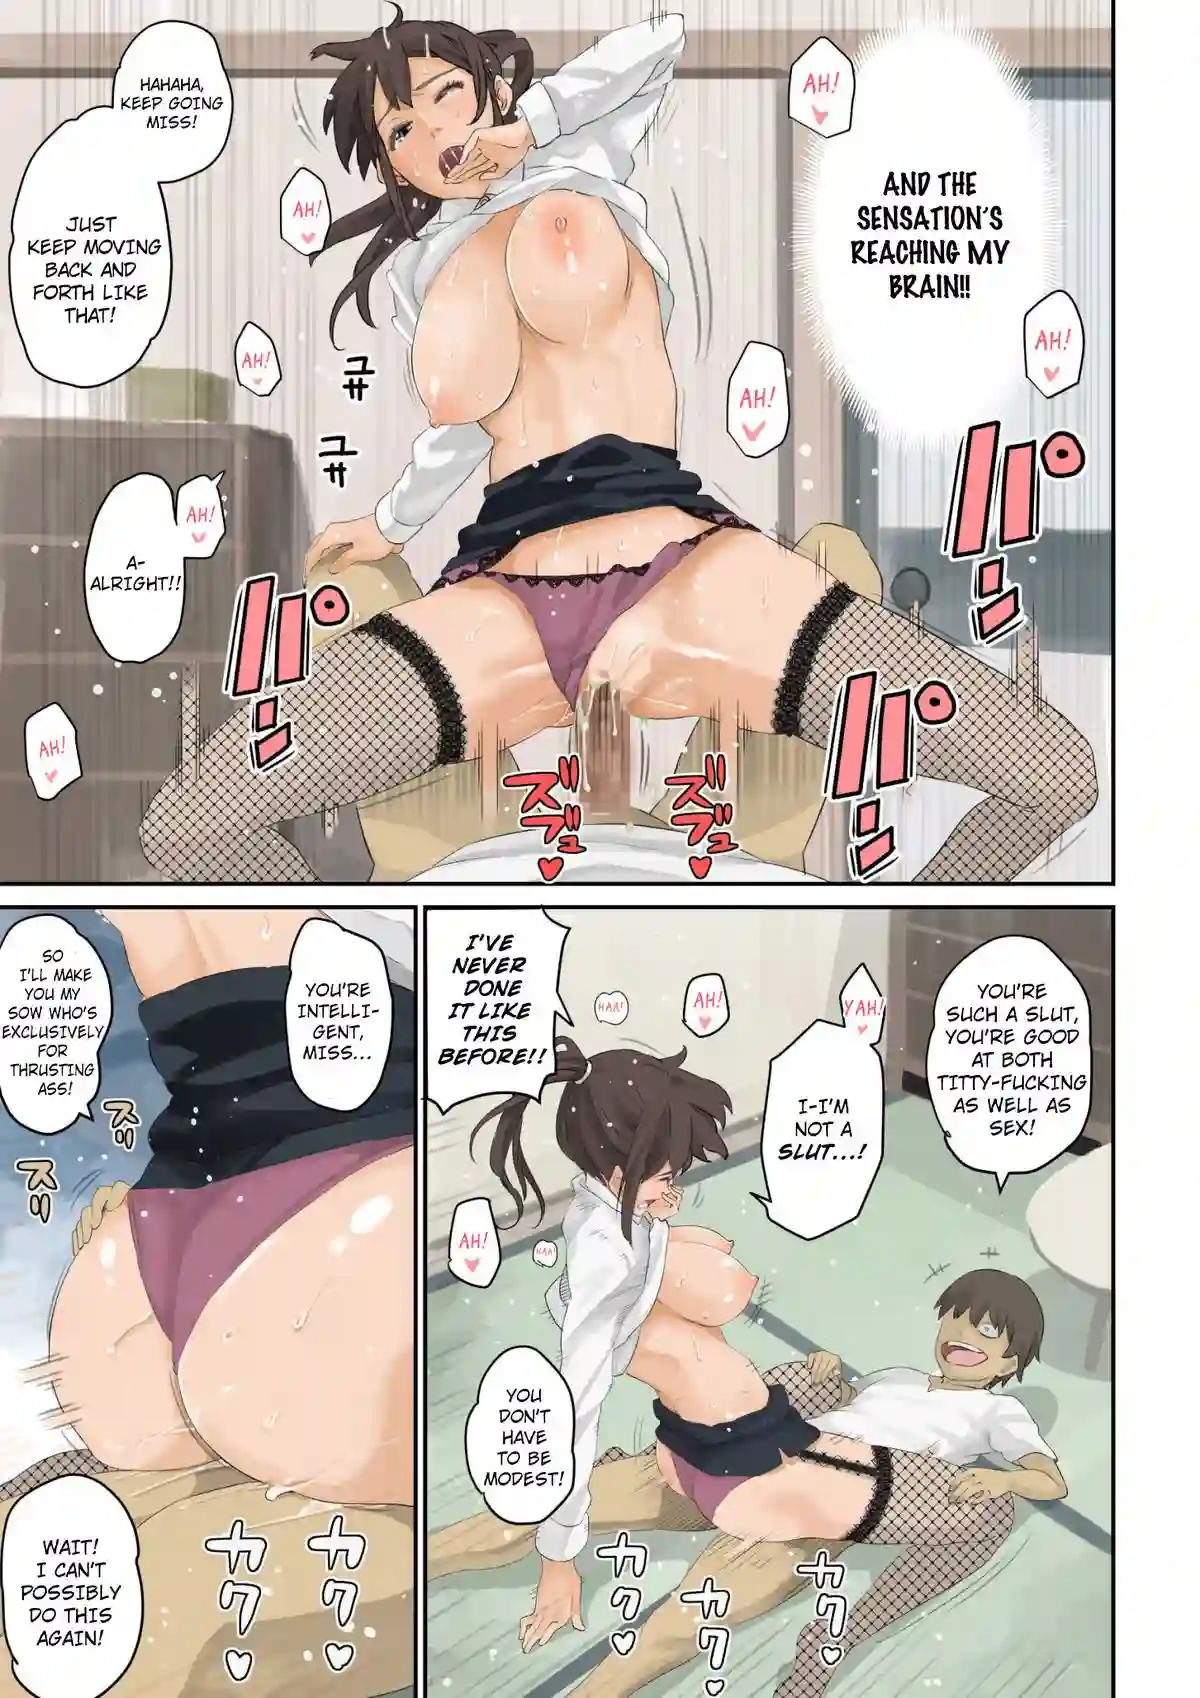 AND THE
SENSATION'S
REACHING MY
BRAIN!!
AH!
AH!
AH!
パン
パン
パン
AH!
AH!
HAHAHA,
KEEP GOING
MISS!
JUST
KEEP MOVING
BACK AND
FORTH LIKE
THAT!
ユサ
ユサ
AH!
A-
ALRIGHT!!
AH!
ズブュ
ズブュ
YOU'RE
SUCH A SLUT,
YOU'RE GOOD
AT BOTH
TITTY-FUCKING
AS WELL AS
SEX!
YAH!
I-I'M
NOT A
SLUT...!
AH!
HAA!
I'VE
NEVER
DONE
IT LIKE
THIS
BEFORE!!
AH!
HAA!
YOU
DON'T
HAVE
TO BE
MODEST!
カク
カク
カク
YOU'RE
INTELLI-
GENT,
MISS...
SO
I'LL MAKE
YOU MY
SOW WHO'S
EXCLUSIVELY
FOR
THRUSTING
ASS!
ズッ
ズッ
WAIT!
I CAN'T
POSSIBLY
DO THIS
AGAIN!
カク
カク